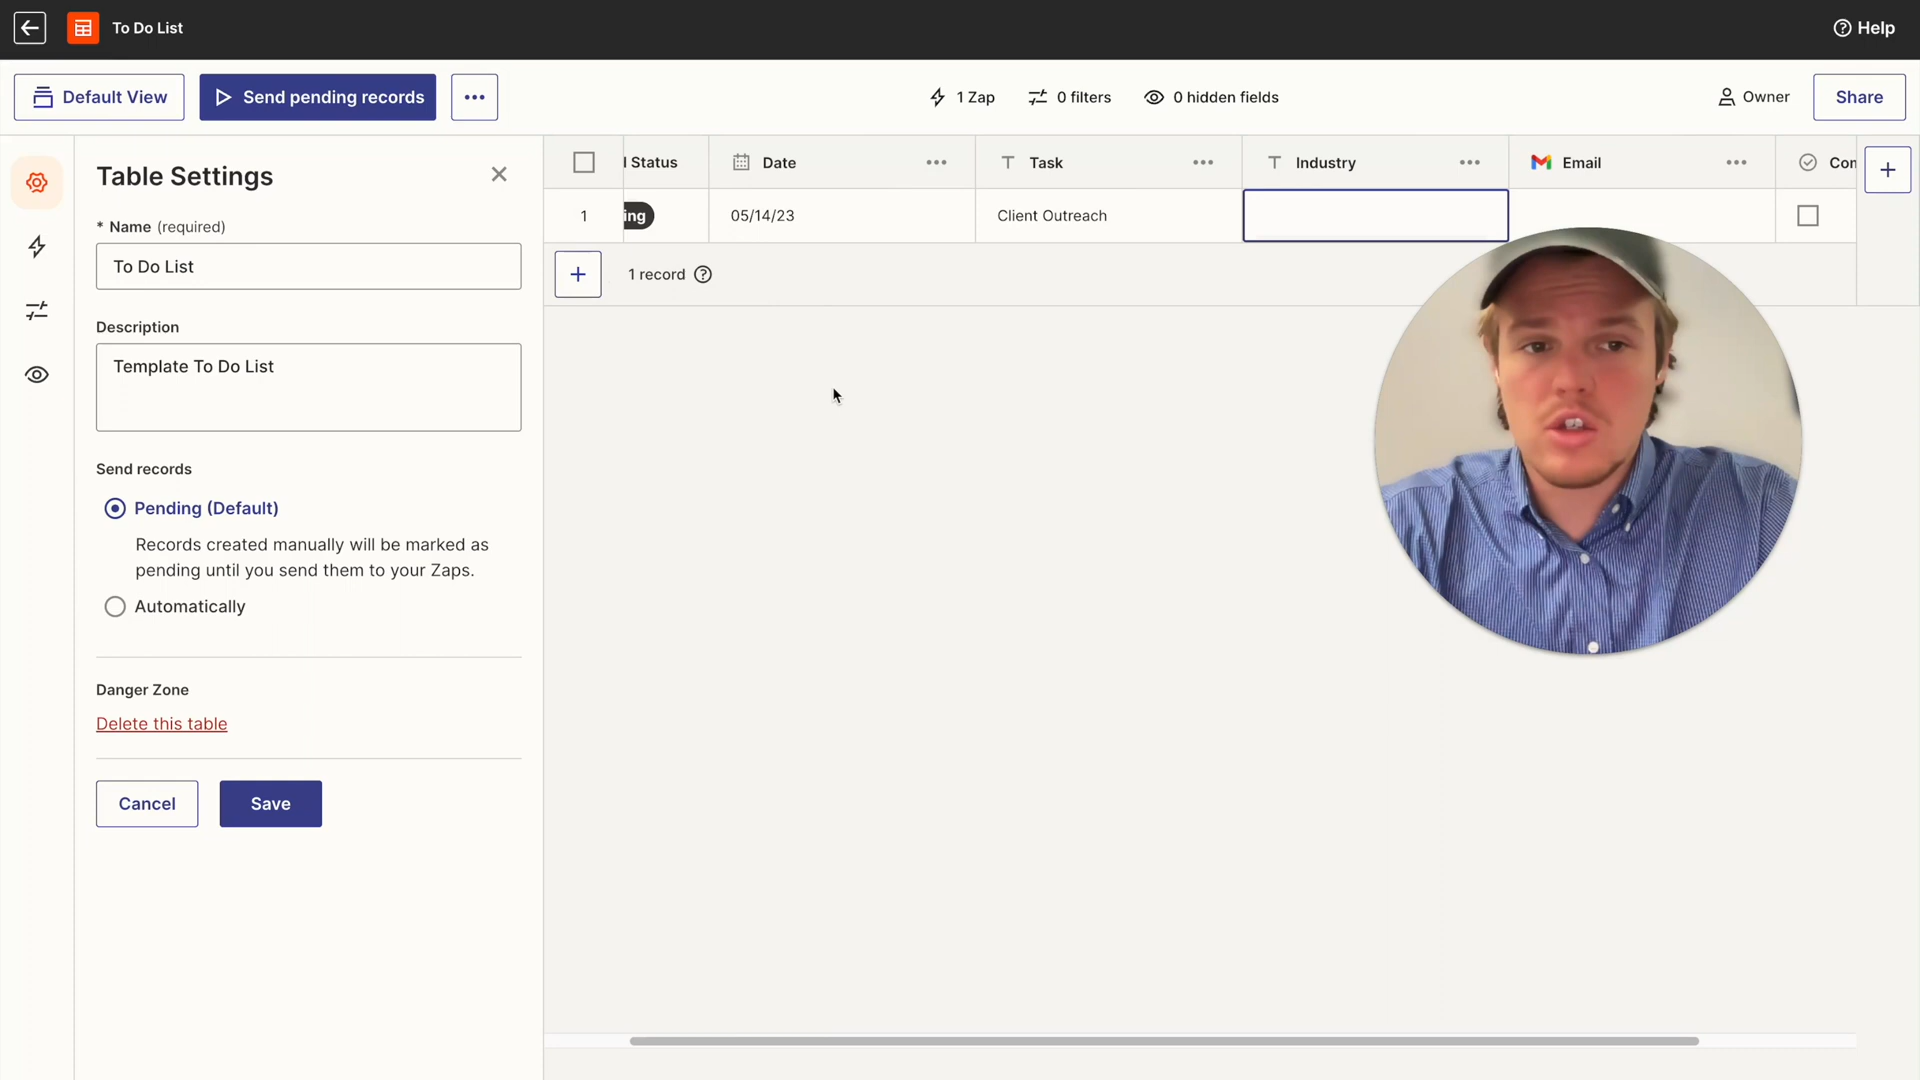 To Do List
Help
Default View
Send pending records
1 Zap
0 filters
0 hidden fields
Owner
Share
Table Settings
* Name (required)
To Do List
Description
Template To Do List
Send records
Pending (Default)
Records created manually will be marked as
pending until you send them to your Zaps.
Automatically
Danger Zone
Delete this table
Cancel
Save
Status
Date
Task
Industry
Email
Con
1
ing
05/14/23
Client Outreach
1 record